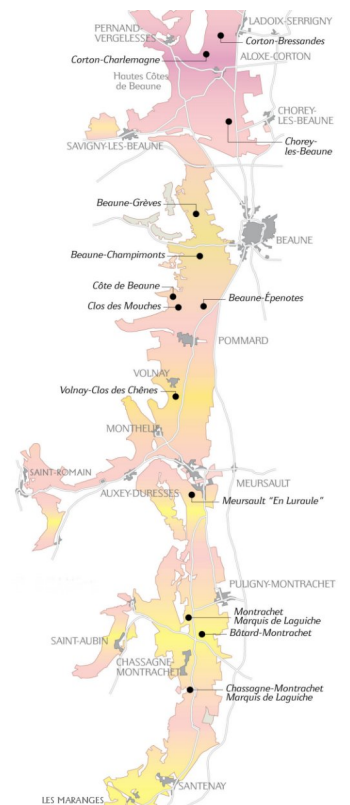 PERNAND-
VERGELESSES
LADOIX-SERRIGNY
Corton-Bressandes
Corton-Charlemagne
ALOXE-CORTON
Hautes Côtes
de Beaune
CHOREY-
LES-BEAUNE
SAVIGNY-LES-BEAUNE
Chorey-
les-Beaune
Beaune-Grèves
BEAUNE
Beaune-Champimonts
Côte de Beaune
Clos des Mouches
Beaune-Épenotes
POMMARD
VOLNAY
Volnay-Clos des Chênes
MONTHELIE
SAINT-ROMAIN
MEURSAULT
AUXEY-DURESSES
Meursault "En Luraule"
PULIGNY-MONTRACHET
Montrachet
Marquis de Laguiche
Bâtard-Montrachet
SAINT-AUBIN
CHASSAGNE-
MONTRACHET
Chassagne-Montrachet
Marquis de Laguiche
SANTENAY
LES MARANGES